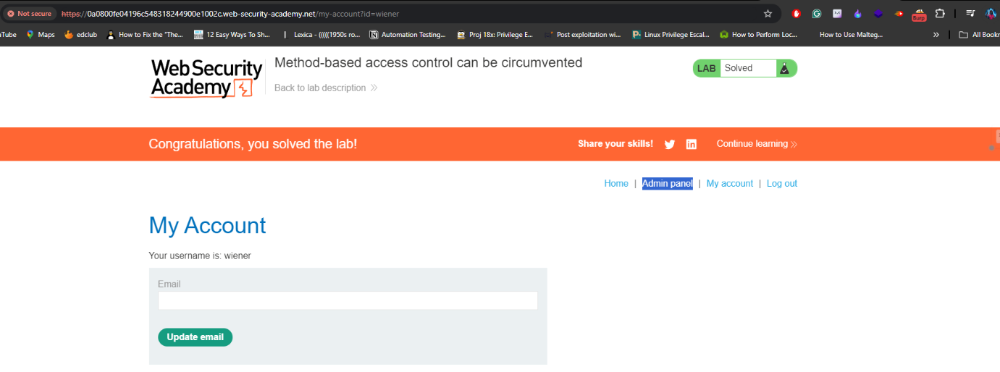 Not secure https://0a0800fe04196c548318244900e1002c.web-security-academy.net/my-account?id=wiener
Burp
uTube Maps edclub How to Fix the "The... 12 Easy Ways To Sh... | Lexica - (((((1950s ro... Automation Testing... Proj 18x: Privilege E... Post exploitation wi... Linux Privilege Escal... How to Perform Loc... How to Use Malteg... » All Bookr
Web Security
Academy
Method-based access control can be circumvented
Back to lab description
LAB Solved
Congratulations, you solved the lab!
Share your skills!
Continue learning
Home | Admin panel | My account | Log out
My Account
Your username is: wiener
Email
Update email